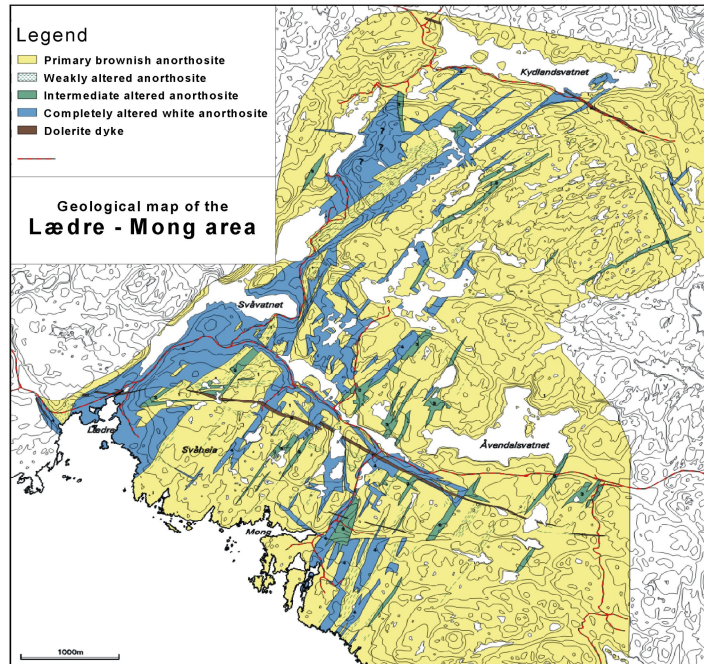 Legend
Primary brownish anorthosite
Weakly altered anorthosite
Intermediate altered anorthosite
Completely altered white anorthosite
Dolerite dyke
Geological map of the
Lædre - Mong area
Kydlandsvatnet
?
?
?
Svåvatnet
Lædre
Svåheia
Åvendalsvatnet
Mong
1000m